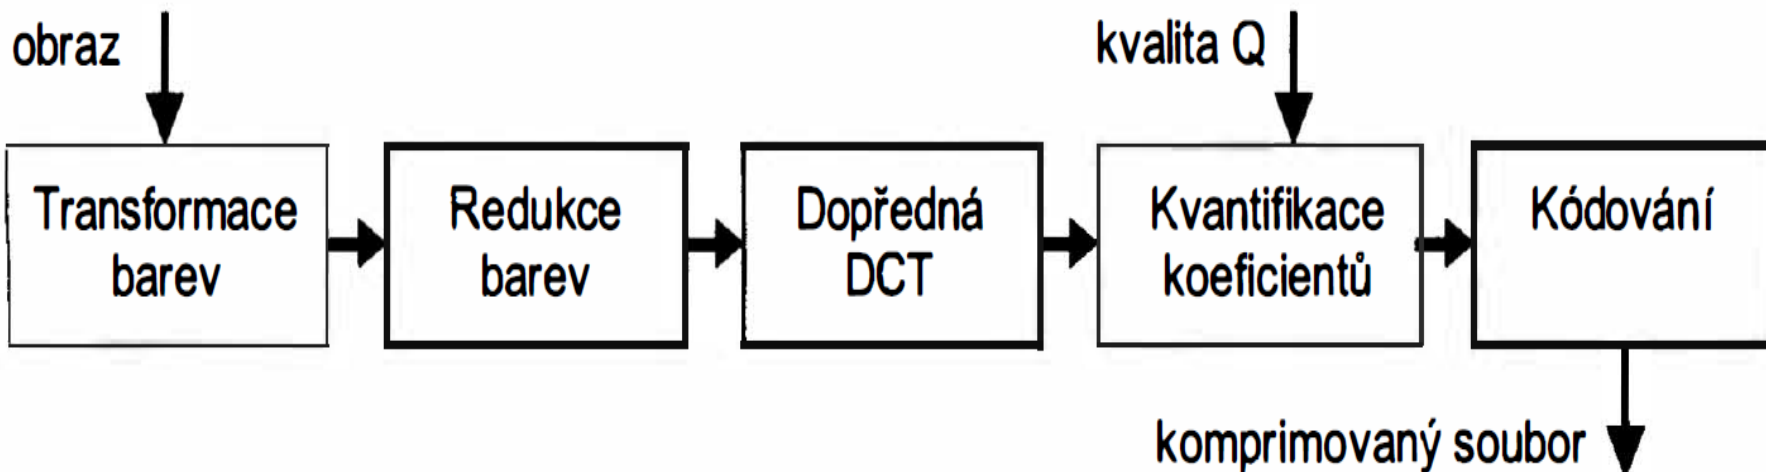 obraz
kvalita Q
Transformace
barev
Redukce
barev
Dopředná
DCT
Kvantifikace
koeficientů
Kódování
komprimovaný soubor